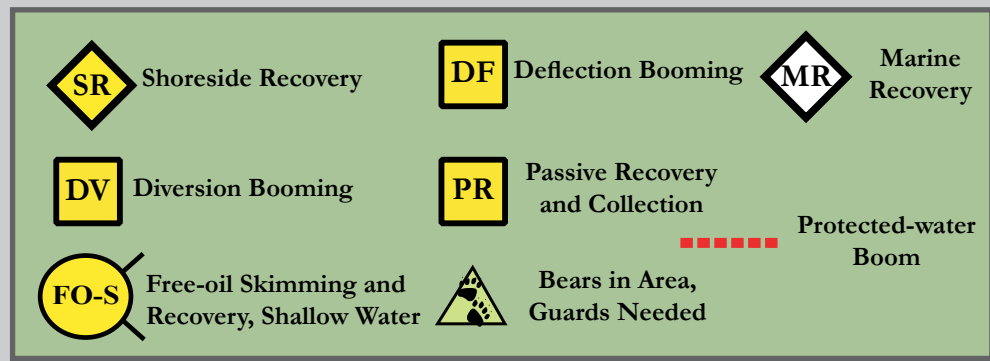 SR
Shoreside Recovery
DF
Deflection Booming
MR
Marine
Recovery
DV
Diversion Booming
PR
Passive Recovery
and Collection
Protected-water
Boom
FO-S
Free-oil Skimming and
Recovery, Shallow Water
Bears in Area,
Guards Needed